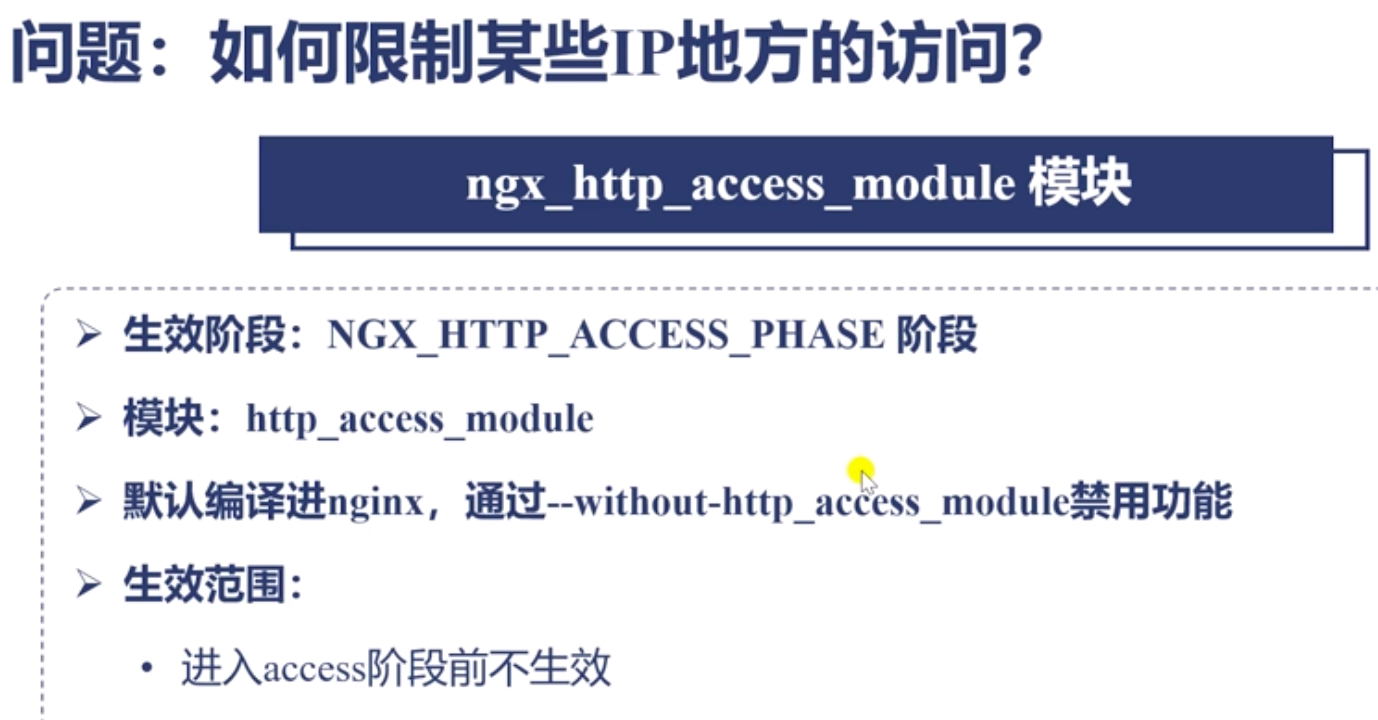 问题：如何限制某些IP地方的访问？
ngx_http_access_module 模块
生效阶段：NGX_HTTP_ACCESS_PHASE 阶段
模块：http_access_module
默认编译进nginx，通过--without-http_access_module禁用功能
生效范围：
进入access阶段前不生效